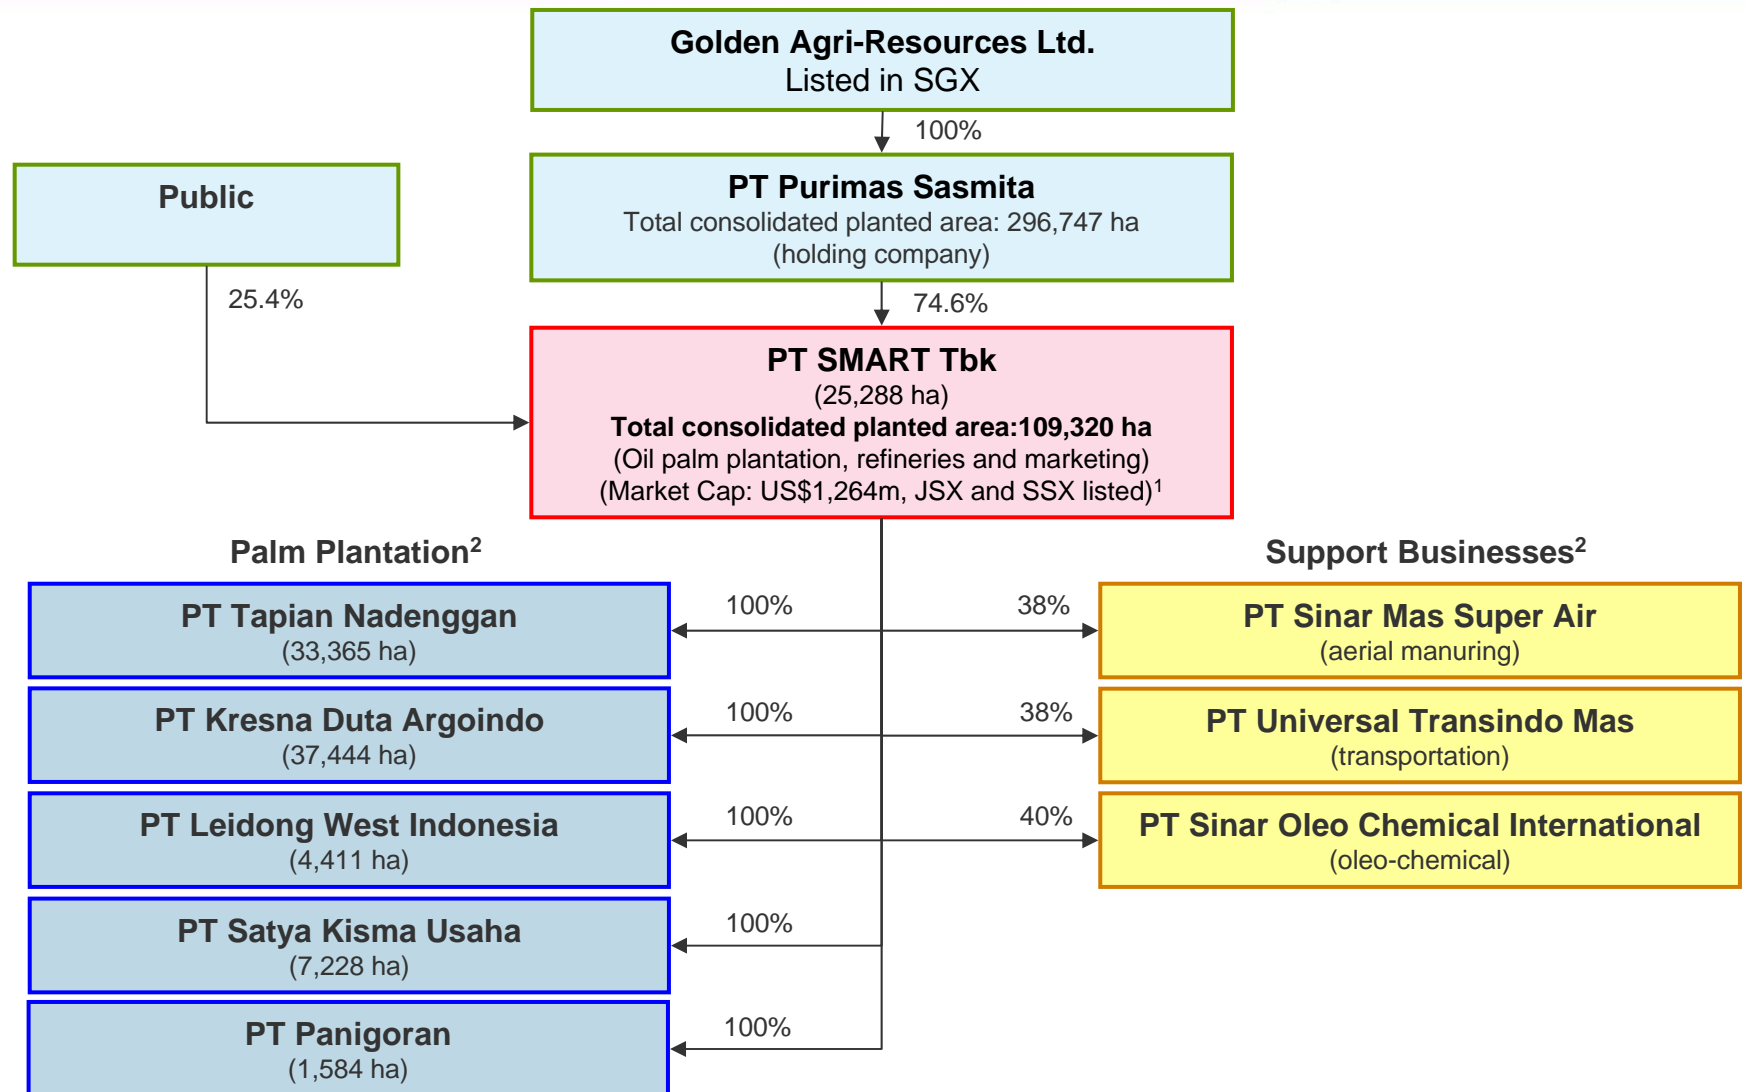 Golden Agri-Resources Ltd.
Listed in SGX
100%
Public
PT Purimas Sasmita
Total consolidated planted area: 296,747 ha
(holding company)
25.4%
74.6%
PT SMART Tbk
(25,288 ha)
Total consolidated planted area:109,320 ha
(Oil palm plantation, refineries and marketing)
(Market Cap: US$1,264m, JSX and SSX listed)1
Palm Plantation2
Support Businesses2
PT Tapian Nadenggan
(33,365 ha)
100%
38%
PT Sinar Mas Super Air
(aerial manuring)
PT Kresna Duta Argoindo
(37,444 ha)
100%
38%
PT Universal Transindo Mas
(transportation)
PT Leidong West Indonesia
(4,411 ha)
100%
40%
PT Sinar Oleo Chemical International
(oleo-chemical)
PT Satya Kisma Usaha
(7,228 ha)
100%
PT Panigoran
(1,584 ha)
100%